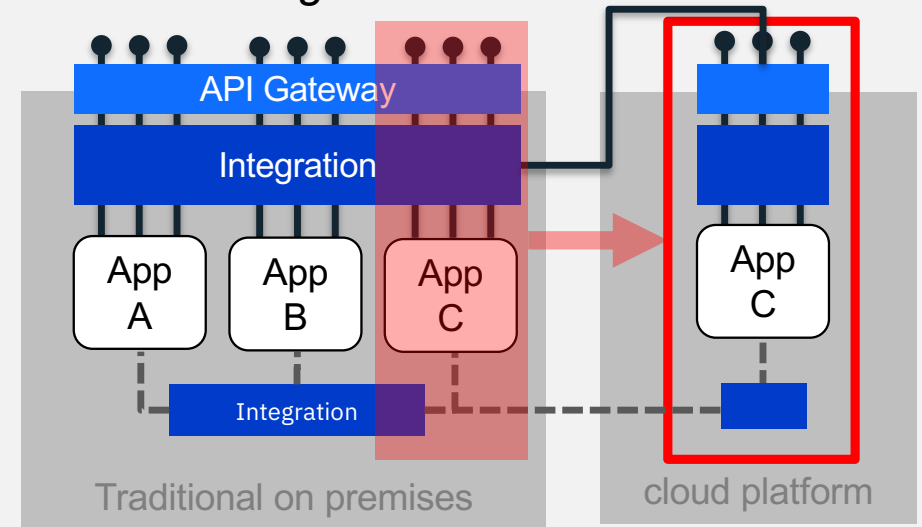 API Gateway
Integration
App
A
App
B
App
C
App
C
Integration
Traditional on premises
cloud platform